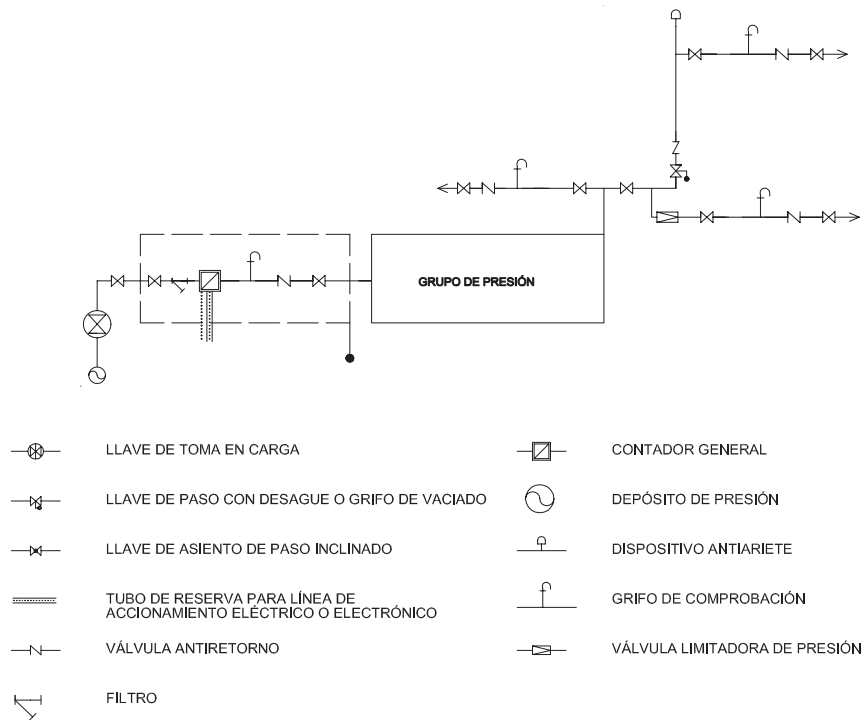 GRUPO DE PRESIÓN
LLAVE DE TOMA EN CARGA
LLAVE DE PASO CON DESAGUE O GRIFO DE VACIADO
LLAVE DE ASIENTO DE PASO INCLINADO
TUBO DE RESERVA PARA LÍNEA DE
ACCIONAMIENTO ELÉCTRICO O ELECTRÓNICO
VÁLVULA ANTIRETORNO
FILTRO
CONTADOR GENERAL
DEPÓSITO DE PRESIÓN
DISPOSITIVO ANTIARIETE
GRIFO DE COMPROBACIÓN
VÁLVULA LIMITADORA DE PRESIÓN